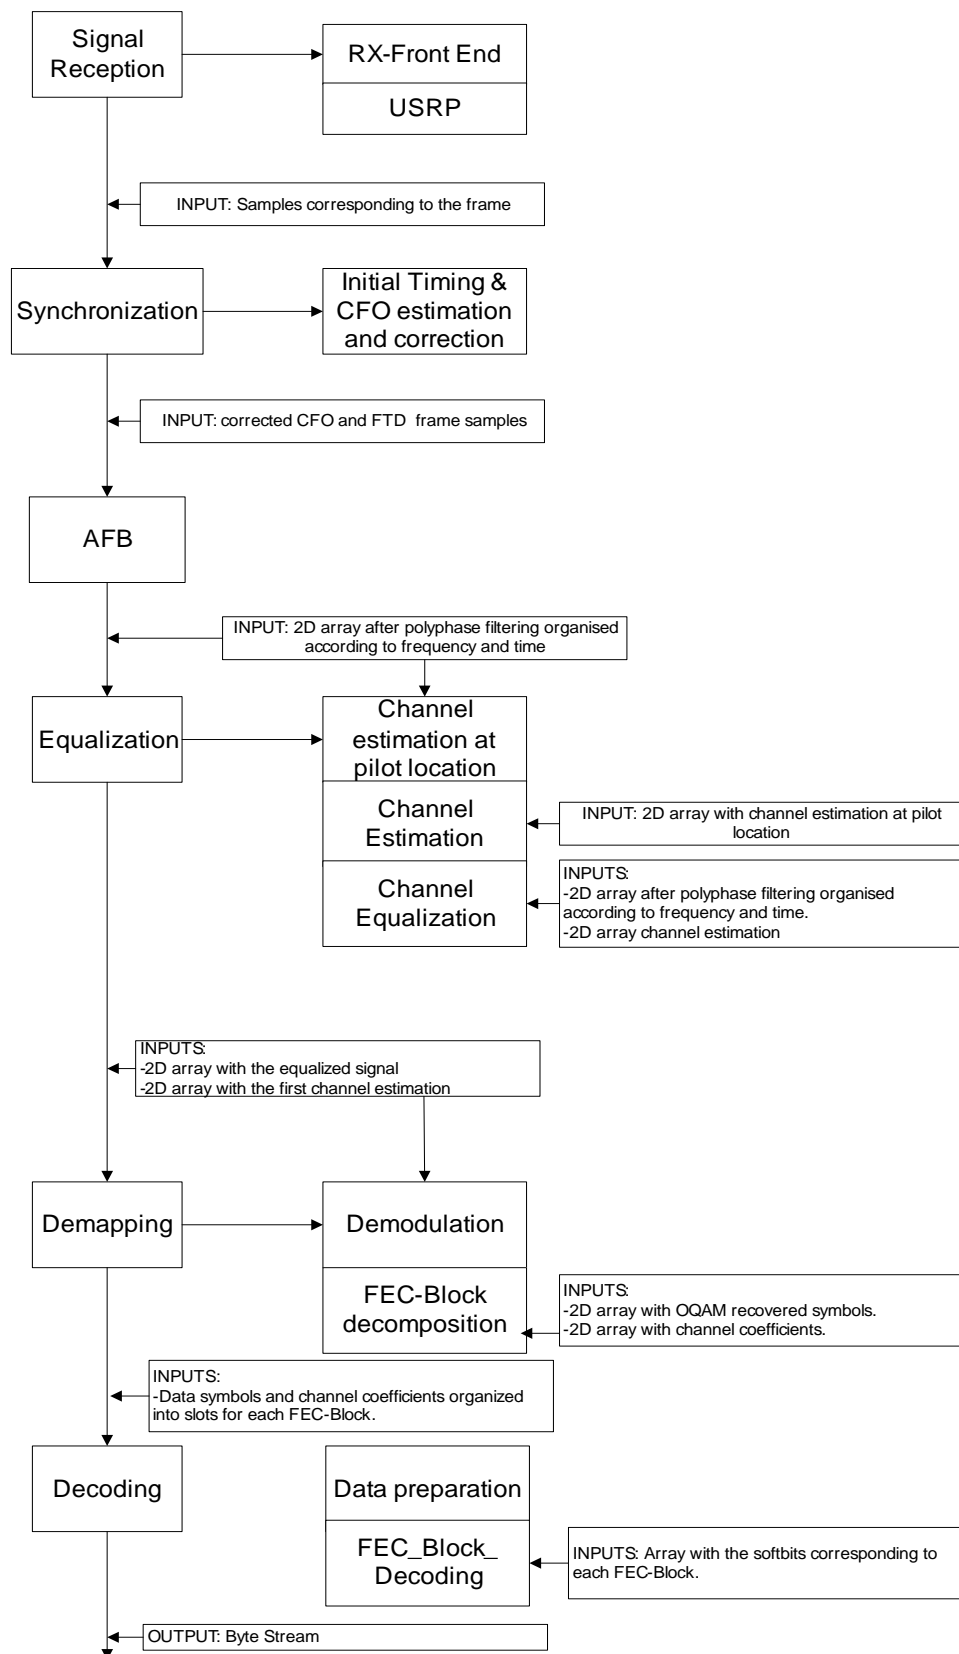 Signal
Reception
RX-Front End
USRP
INPUT: Samples corresponding to the frame
Synchronization
Initial Timing &
CFO estimation
and correction
INPUT: corrected CFO and FTD  frame samples
AFB
INPUT: 2D array after polyphase filtering organised
according to frequency and time
Equalization
Channel
estimation at
pilot location
Channel
Estimation
INPUT: 2D array with channel estimation at pilot
location
Channel
Equalization
INPUTS:
-2D array after polyphase filtering organised
according to frequency and time.
-2D array channel estimation
INPUTS:
-2D array with the equalized signal
-2D array with the first channel estimation
Demapping
Demodulation
FEC-Block
decomposition
INPUTS:
-2D array with OQAM recovered symbols.
-2D array with channel coefficients.
INPUTS:
-Data symbols and channel coefficients organized
into slots for each FEC-Block.
Decoding
Data preparation
FEC_Block_
Decoding
INPUTS: Array with the softbits corresponding to
each FEC-Block.
OUTPUT: Byte Stream